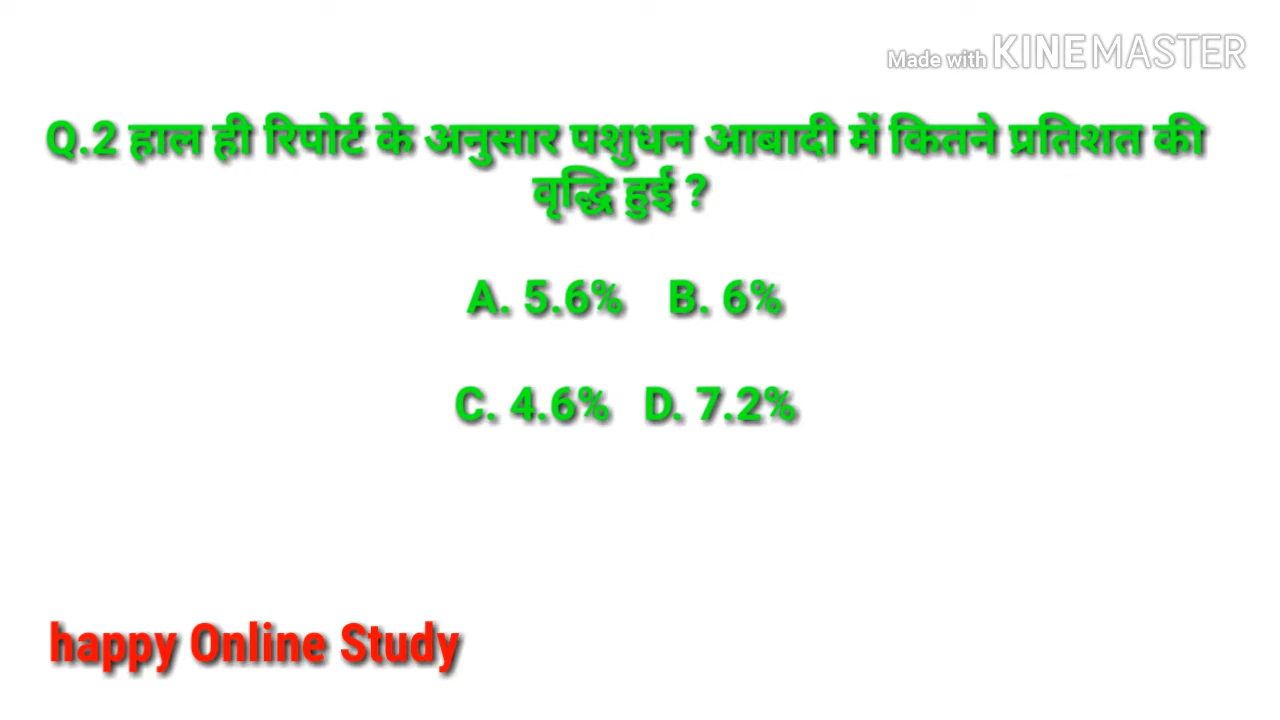 Made with KINEMASTER
Q.2 हाल ही रिपोर्ट के अनुसार पशुधन आबादी में कितने प्रतिशत की
वृद्धि हुई ?
A. 5.6% B. 6%
C. 4.6% D. 7.2%
happy Online Study